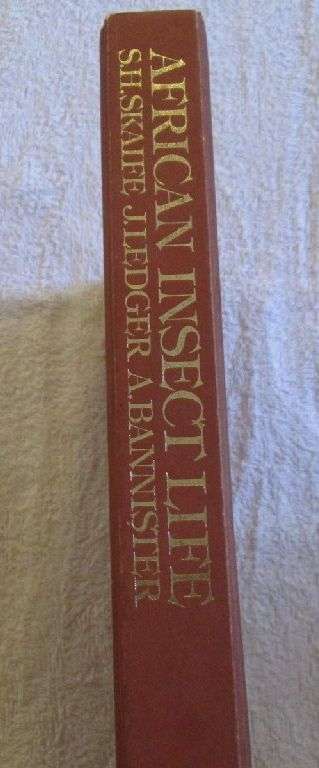 AFRICAN INSECT LIFE
S.H.SKAIFE J.LEDGER A.BANNISTER